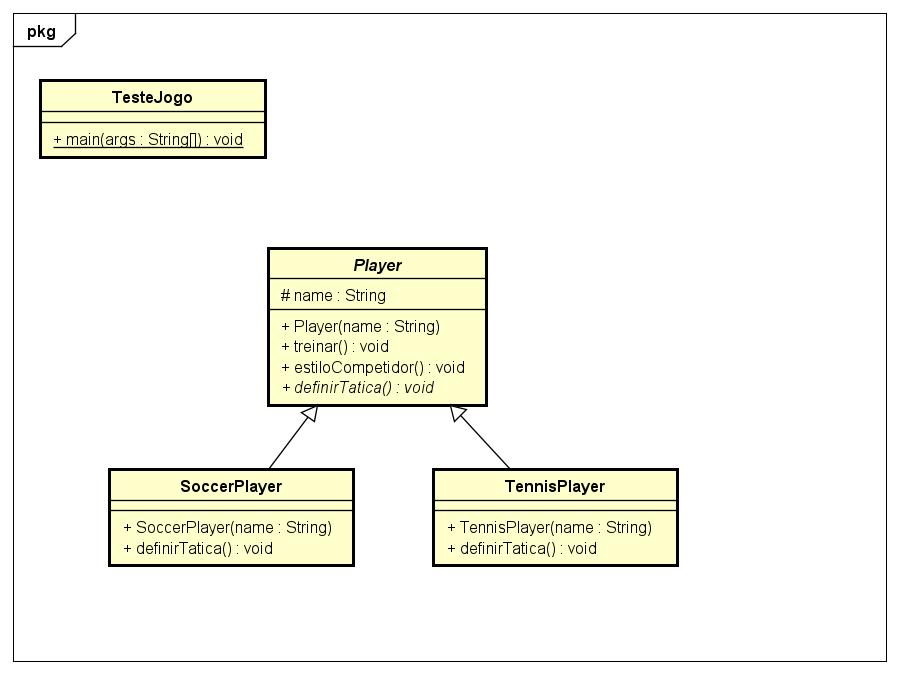 pkg
TesteJogo
+ main(args : String[]) : void
Player
# name : String
+ Player(name : String)
+ treinar() : void
+ estiloCompetidor() : void
+ definirTatica() : void
SoccerPlayer
+ SoccerPlayer(name : String)
+ definirTatica() : void
TennisPlayer
+ TennisPlayer(name : String)
+ definirTatica() : void